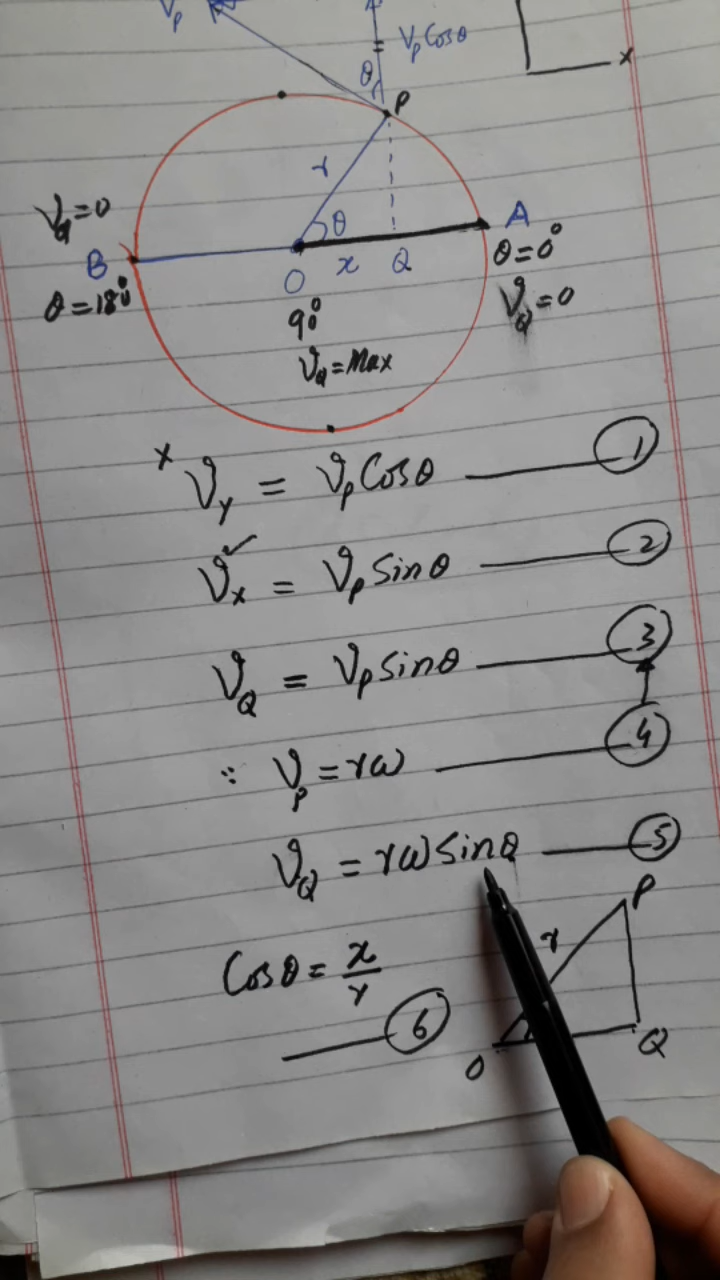 Vp
Vp Cosθ
x
θ
P
r
VQ=0
θ
A
B
O x Q
θ=0°
θ=180°
VQ=0
90°
VQ=Max
x Vy = Vp Cosθ 1
Vx = Vp Sinθ 2
VQ = Vp Sinθ 3
∵ Vp = rω 4
VQ = rω Sinθ 5
P
r
Cosθ = x/r
6
O Q